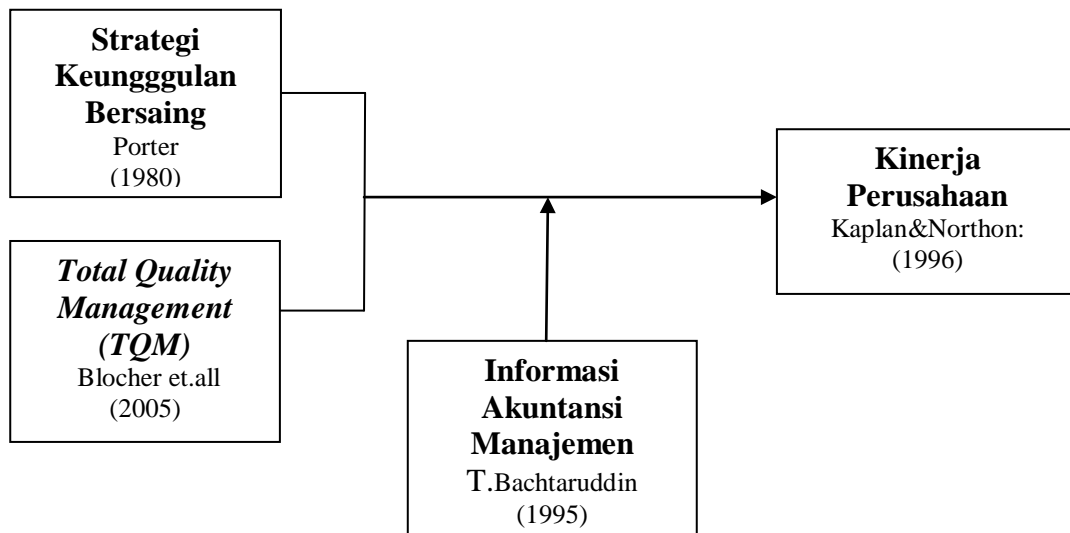 Strategi
Keungggulan
Bersaing
Porter
(1980)
Total Quality
Management
(TQM)
Blocher et.all
(2005)
Informasi
Akuntansi
Manajemen
T.Bachtaruddin
(1995)
Kinerja
Perusahaan
Kaplan&Northon:
(1996)